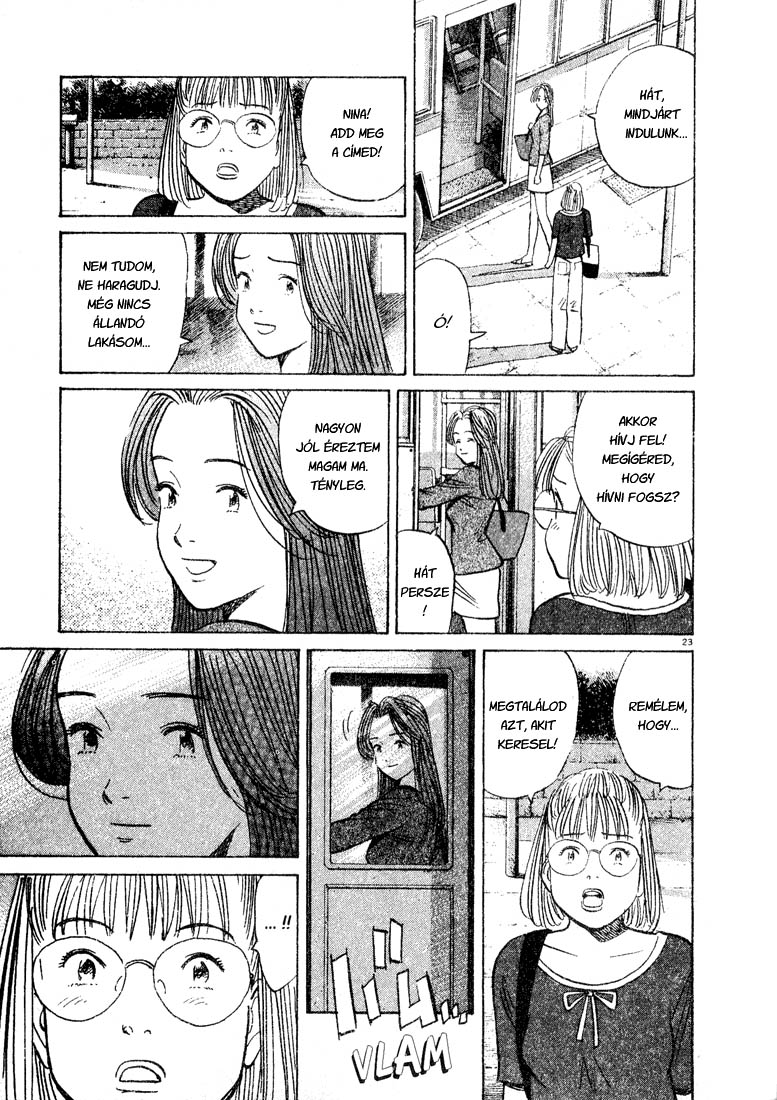 HÁT,
MINDJÁRT
INDULUNK...
Ó!
NINA!
ADD MEG
A CÍMED!
NEM TUDOM,
NE HARAGUDJ.
MÉG NINCS
ÁLLANDÓ
LAKÁSOM...
AKKOR
HÍVJ FEL!
MEGÍGÉRED,
HOGY
HÍVNI FOGSZ?
HÁT
PERSZE
!
NAGYON
JÓL ÉREZTEM
MAGAM MA.
TÉNYLEG.
23
REMÉLEM,
HOGY...
MEGTALÁLOD
AZT, AKIT
KERESEL!
バン...
VLAM
...!!